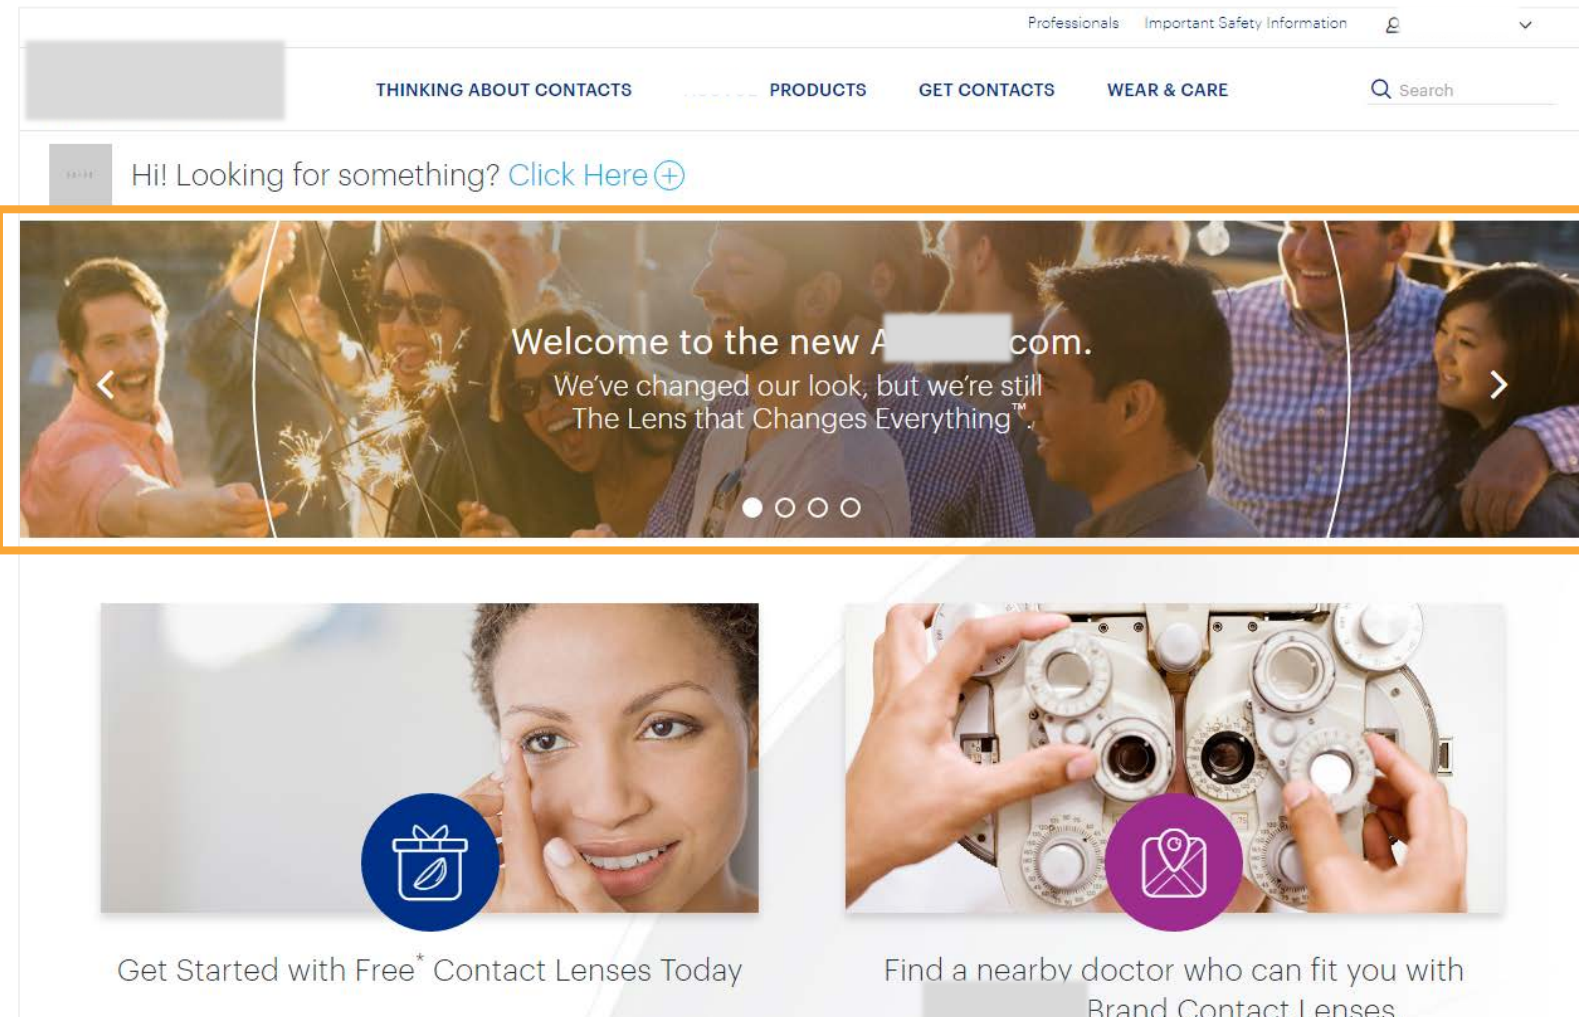 Professionals Important Safety Information
THINKING ABOUT CONTACTS PRODUCTS GET CONTACTS WEAR & CARE Search
Hi! Looking for something? Click Here
Welcome to the new A com.
We've changed our look, but we're still
The Lens that Changes Everything™.
Get Started with Free* Contact Lenses Today
Find a nearby doctor who can fit you with
Brand Contact Lenses